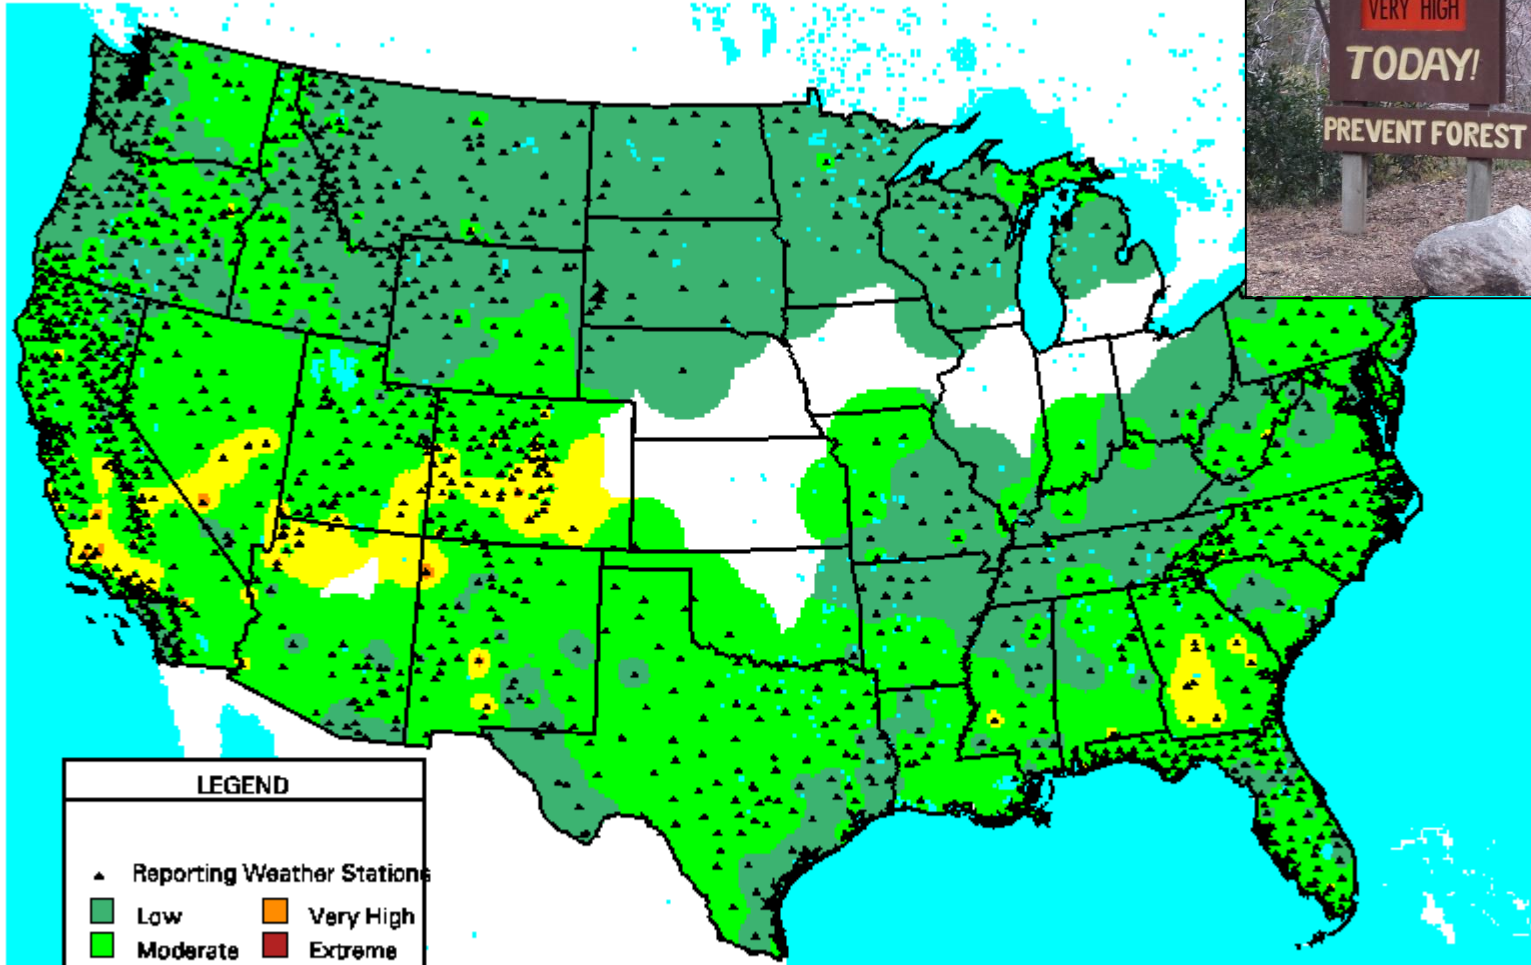 VERY HIGH
TODAY!
PREVENT FOREST
LEGEND
Reporting Weather Stations
Low
Very High
Moderate
Extreme